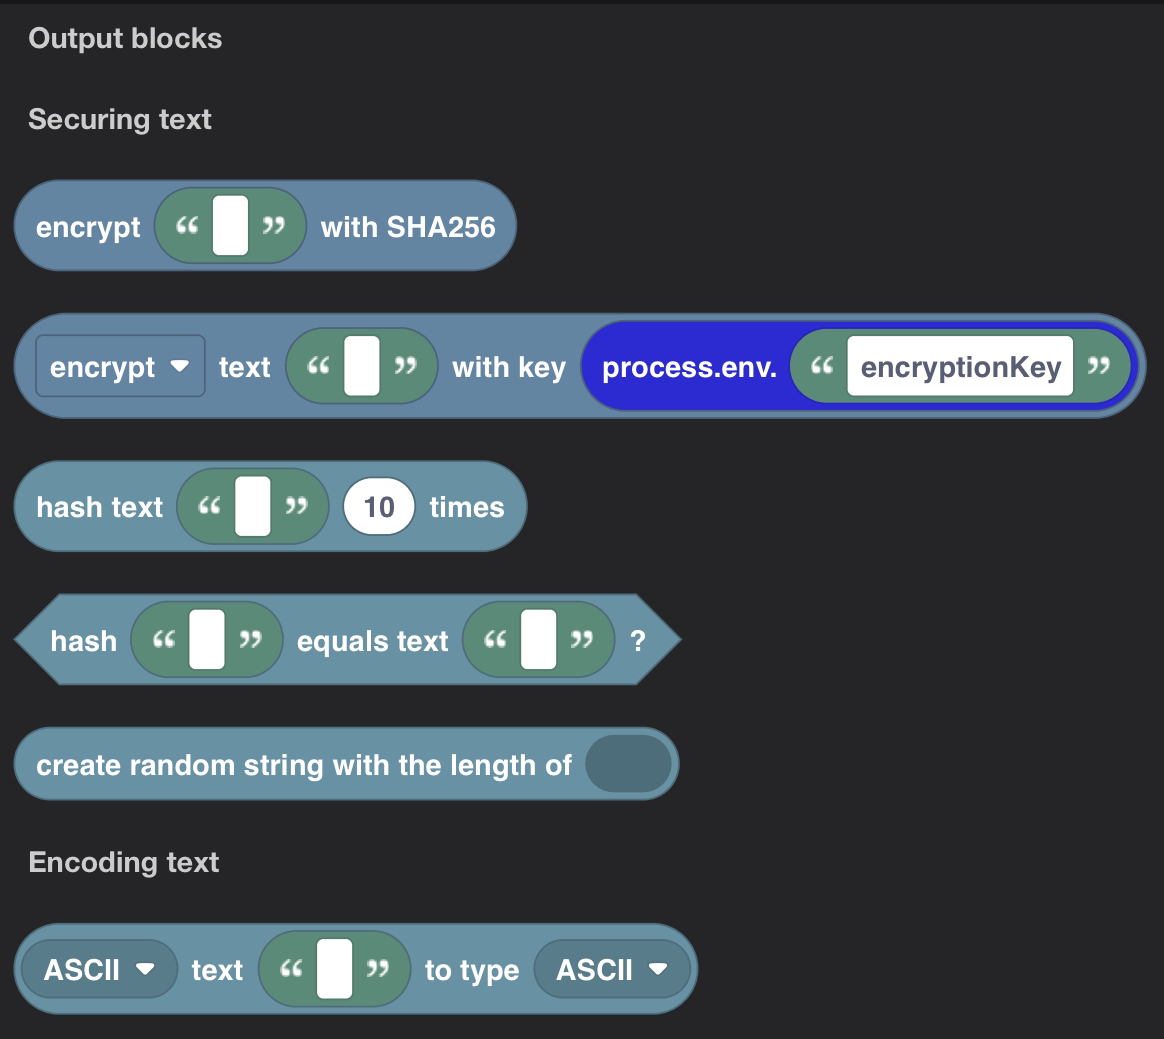 Output blocks
Securing text
encrypt “ ” with SHA256
encrypt text “ ” with key process.env. “ encryptionKey ”
hash text “ ” 10 times
hash “ ” equals text “ ” ?
create random string with the length of
Encoding text
ASCII text “ ” to type ASCII